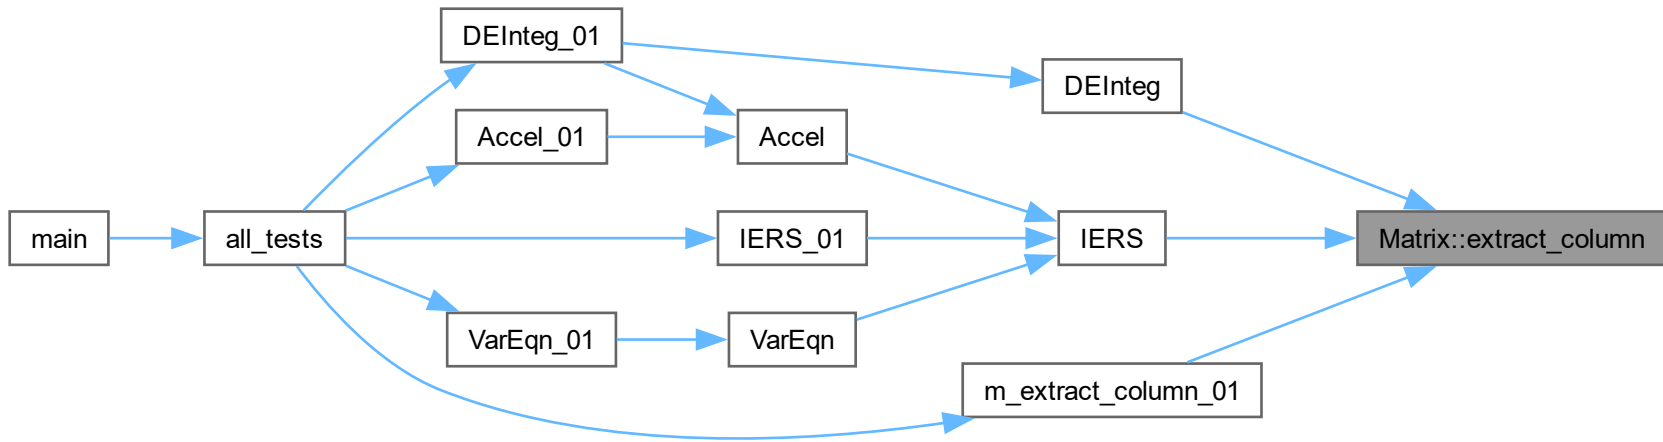 DEInteg_01
DEInteg
Accel_01
Accel
main
all_tests
IERS_01
IERS
Matrix::extract_column
VarEqn_01
VarEqn
m_extract_column_01